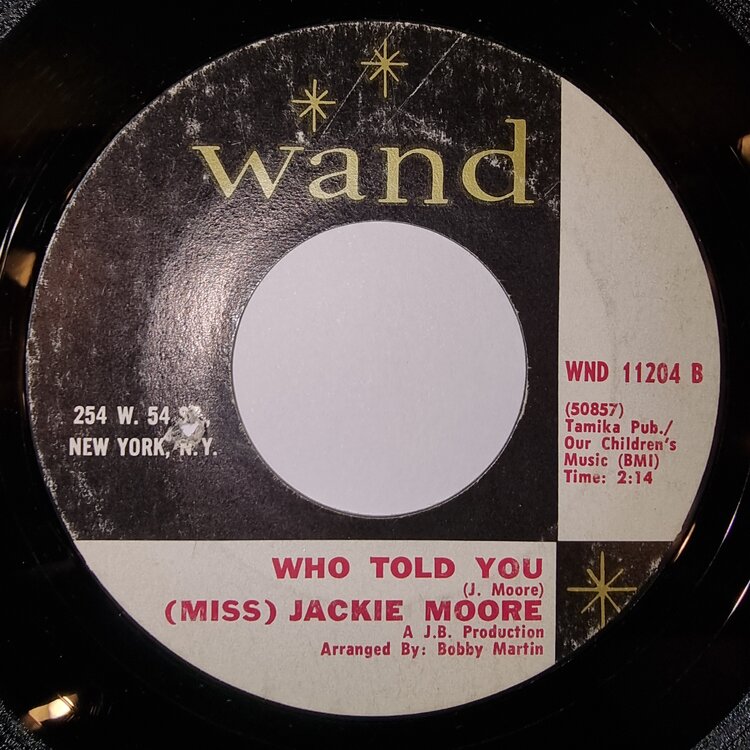 wand
254 W. 54
NEW YORK, N.Y.
WND 11204 B
(50857)
Tamika Pub./
Our Children's
Music (BMI)
Time: 2:14
WHO TOLD YOU
(J. Moore)
(MISS) JACKIE MOORE
A J.B. Production
Arranged By: Bobby Martin